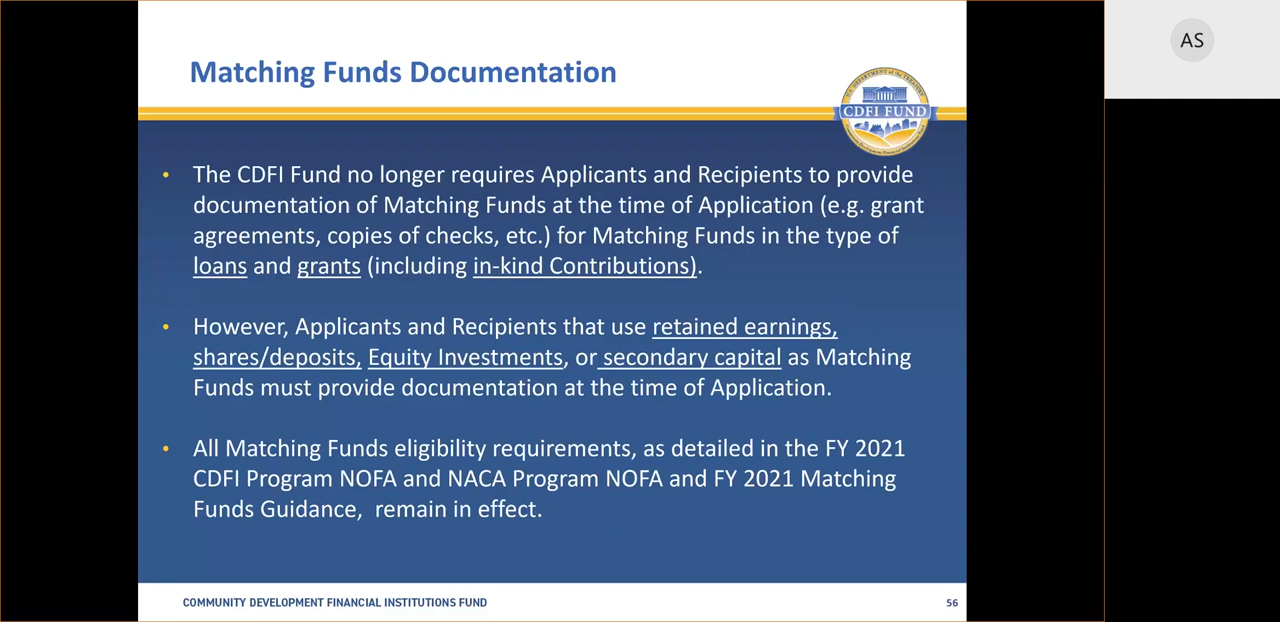 Matching Funds Documentation
U.S. DEPARTMENT of the TREASURY
CDFI FUND
• The CDFI Fund no longer requires Applicants and Recipients to provide
documentation of Matching Funds at the time of Application (e.g. grant
agreements, copies of checks, etc.) for Matching Funds in the type of
loans and grants (including in-kind Contributions).
• However, Applicants and Recipients that use retained earnings,
shares/deposits, Equity Investments, or secondary capital as Matching
Funds must provide documentation at the time of Application.
• All Matching Funds eligibility requirements, as detailed in the FY 2021
CDFI Program NOFA and NACA Program NOFA and FY 2021 Matching
Funds Guidance, remain in effect.
COMMUNITY DEVELOPMENT FINANCIAL INSTITUTIONS FUND
56
AS